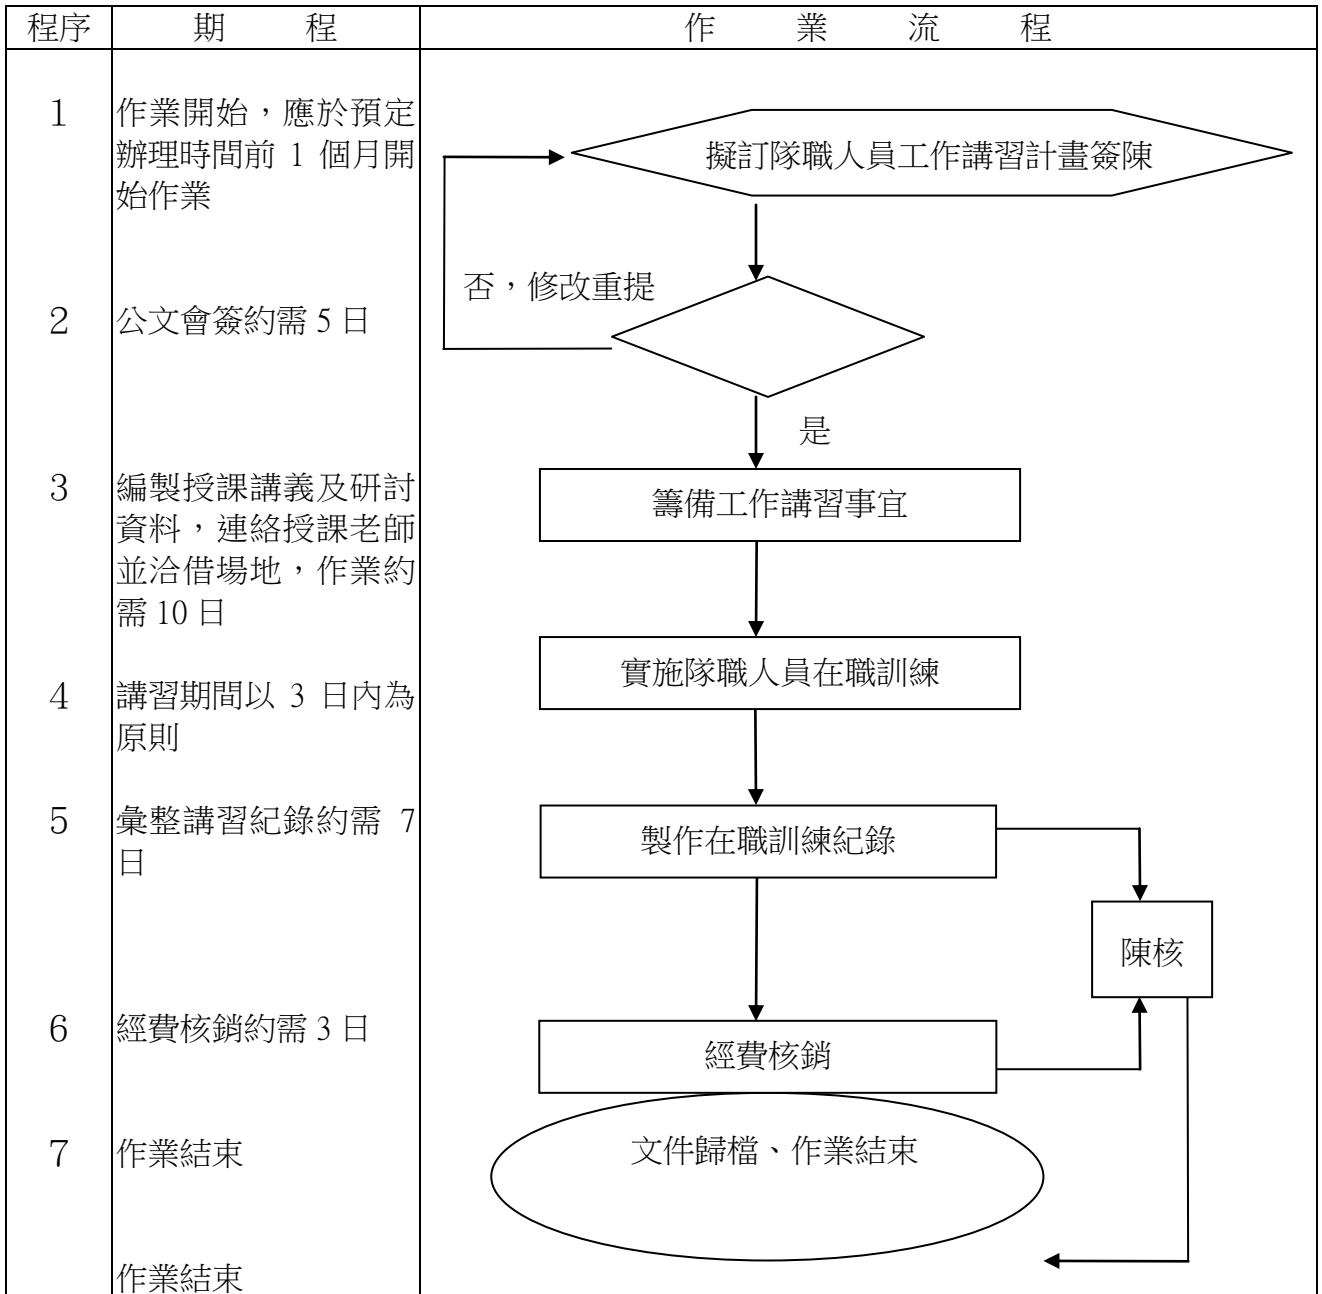 程序 期 程 作 業 流 程
1 作業開始，應於預定
辦理時間前 1 個月開
始作業
擬訂隊職人員工作講習計畫簽陳
否，修改重提
2 公文會簽約需 5 日
是
3 編製授課講義及研討
資料，連絡授課老師
並洽借場地，作業約
需 10 日
籌備工作講習事宜
實施隊職人員在職訓練
4 講習期間以 3 日內為
原則
5 彙整講習紀錄約需 7
日
製作在職訓練紀錄
陳核
6 經費核銷約需 3 日
經費核銷
7 作業結束
文件歸檔、作業結束
作業結束